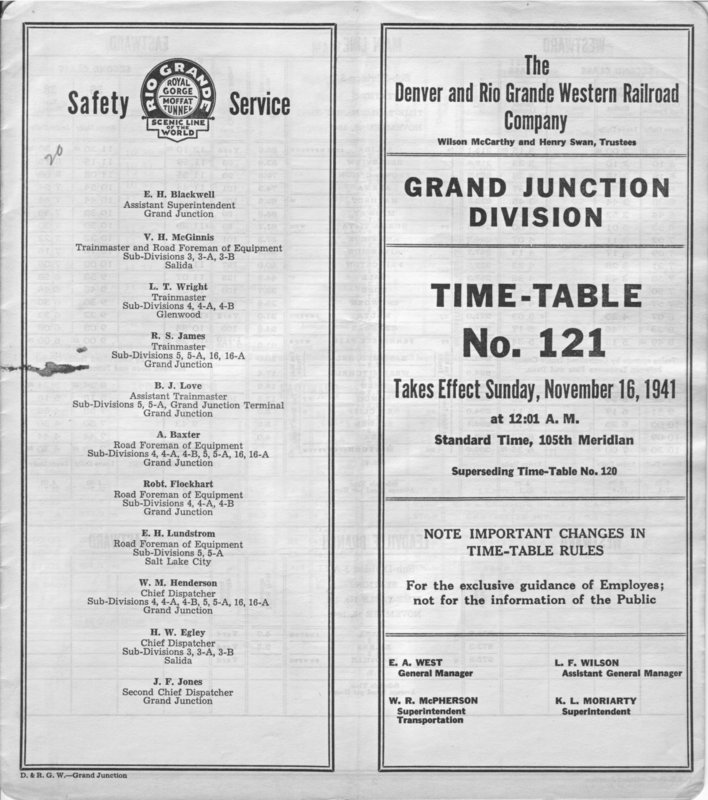 Safety
Service
RIO GRANDE
ROYAL
GORGE
MOFFAT
TUNNEL
SCENIC LINE
OF THE
WORLD
20
E. H. Blackwell
Assistant Superintendent
Grand Junction
V. H. McGinnis
Trainmaster and Road Foreman of Equipment
Sub-Divisions 3, 3-A, 3-B
Salida
L. T. Wright
Trainmaster
Sub-Divisions 4, 4-A, 4-B
Glenwood
R. S. James
Trainmaster
Sub-Divisions 5, 5-A, 16, 16-A
Grand Junction
B. J. Love
Assistant Trainmaster
Sub-Divisions 5, 5-A, Grand Junction Terminal
Grand Junction
A. Baxter
Road Foreman of Equipment
Sub-Divisions 4, 4-A, 4-B, 5, 5-A, 16, 16-A
Grand Junction
Robt. Flockhart
Road Foreman of Equipment
Sub-Divisions 4, 4-A, 4-B
Grand Junction
E. H. Lundstrom
Road Foreman of Equipment
Sub-Divisions 5, 5-A
Salt Lake City
W. M. Henderson
Chief Dispatcher
Sub-Divisions 4, 4-A, 4-B, 5, 5-A, 16, 16-A
Grand Junction
H. W. Egley
Chief Dispatcher
Sub-Divisions 3, 3-A, 3-B
Salida
J. F. Jones
Second Chief Dispatcher
Grand Junction
D. & R. G. W.—Grand Junction
The
Denver and Rio Grande Western Railroad
Company
Wilson McCarthy and Henry Swan, Trustees
GRAND JUNCTION
DIVISION
TIME-TABLE
No. 121
Takes Effect Sunday, November 16, 1941
at 12:01 A. M.
Standard Time, 105th Meridian
Superseding Time-Table No. 120
NOTE IMPORTANT CHANGES IN
TIME-TABLE RULES
For the exclusive guidance of Employes;
not for the information of the Public
E. A. WEST
General Manager
L. F. WILSON
Assistant General Manager
W. R. McPHERSON
Superintendent
Transportation
K. L. MORIARTY
Superintendent